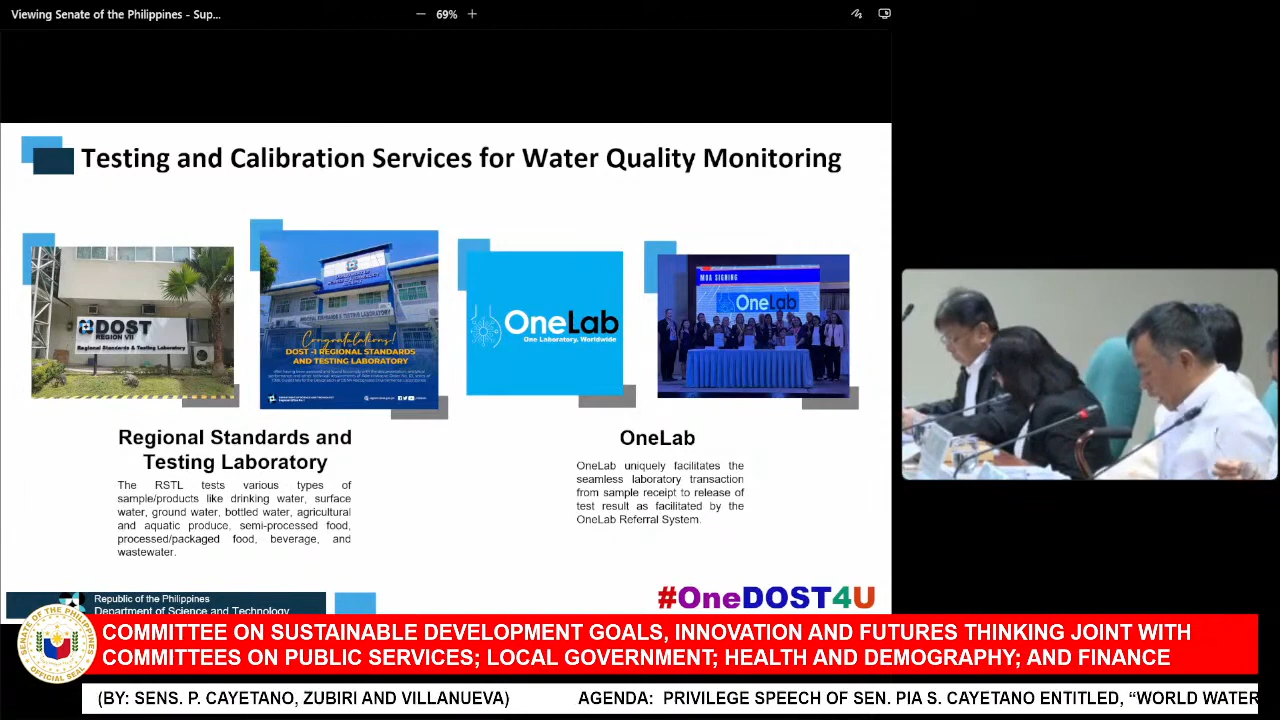 Viewing Senate of the Philippines - Sup...
69%
Testing and Calibration Services for Water Quality Monitoring
DOST
REGION VII
Regional Standards & Testing Laboratory
Congratulations!
DOST -I REGIONAL STANDARDS
AND TESTING LABORATORY
OneLab
One Laboratory. Worldwide
MOA SIGNING
OneLab
Regional Standards and
Testing Laboratory
The RSTL tests various types of
sample/products like drinking water, surface
water, ground water, bottled water, agricultural
and aquatic produce, semi-processed food,
processed/packaged food, beverage, and
wastewater.
OneLab
OneLab uniquely facilitates the
seamless laboratory transaction
from sample receipt to release of
test result as facilitated by the
OneLab Referral System.
Republic of the Philippines
Department of Science and Technology
#OneDOST4U
SENATE OF THE PHILIPPINES
OFFICIAL SEAL
COMMITTEE ON SUSTAINABLE DEVELOPMENT GOALS, INNOVATION AND FUTURES THINKING JOINT WITH
COMMITTEES ON PUBLIC SERVICES; LOCAL GOVERNMENT; HEALTH AND DEMOGRAPHY; AND FINANCE
(BY: SENS. P. CAYETANO, ZUBIRI AND VILLANUEVA) AGENDA: PRIVILEGE SPEECH OF SEN. PIA S. CAYETANO ENTITLED, “WORLD WATER